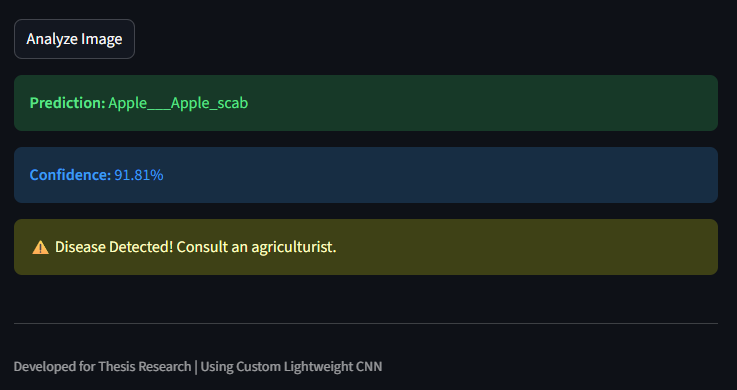 Analyze Image
Prediction: Apple___Apple_scab
Confidence: 91.81%
⚠️ Disease Detected! Consult an agriculturist.
Developed for Thesis Research | Using Custom Lightweight CNN